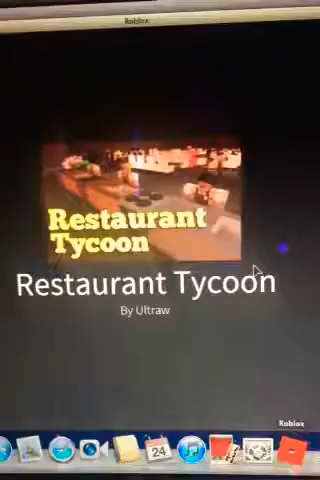 Roblox
Restaurant
Tycoon
Restaurant Tycoon
By Ultraw
Roblox
24